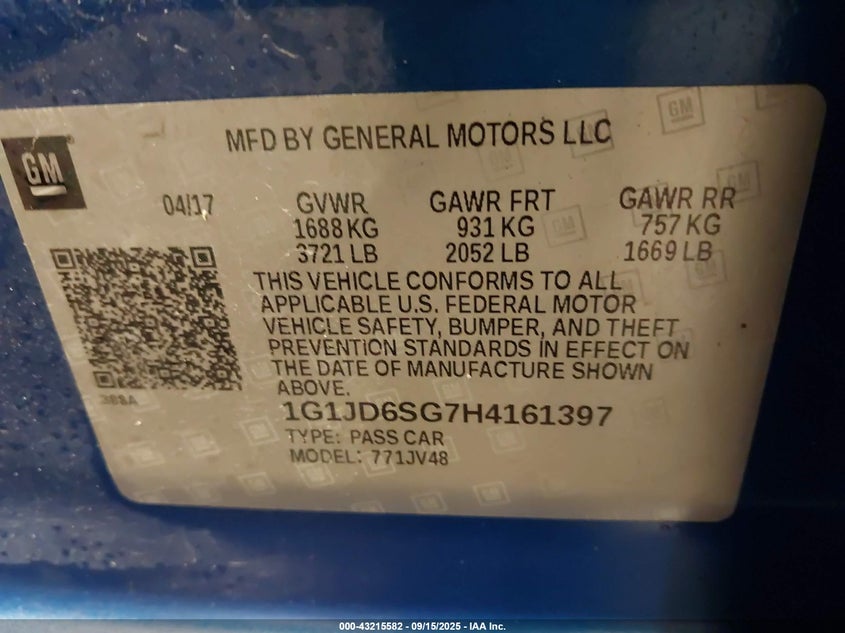 MFD BY GENERAL MOTORS LLC
GM
04/17 GVWR GAWR FRT GAWR RR
1688 KG 931 KG 757 KG
3721 LB 2052 LB 1669 LB
THIS VEHICLE CONFORMS TO ALL
APPLICABLE U.S. FEDERAL MOTOR
VEHICLE SAFETY, BUMPER, AND THEFT
PREVENTION STANDARDS IN EFFECT ON
THE DATE OF MANUFACTURE SHOWN
ABOVE.
388A
1G1JD6SG7H4161397
TYPE: PASS CAR
MODEL: 771JV48
GM
000-43215582 - 09/15/2025 - IAA Inc.